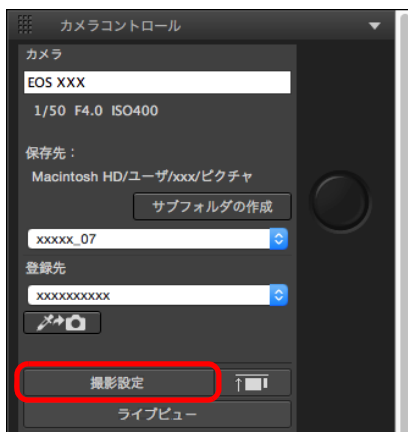 カメラコントロール
カメラ
EOS XXX
1/50 F4.0 ISO400
保存先：
Macintosh HD/ユーザ/xxx/ピクチャ
サブフォルダの作成
xxxxx_07
登録先
xxxxxxxxxx
撮影設定
ライブビュー